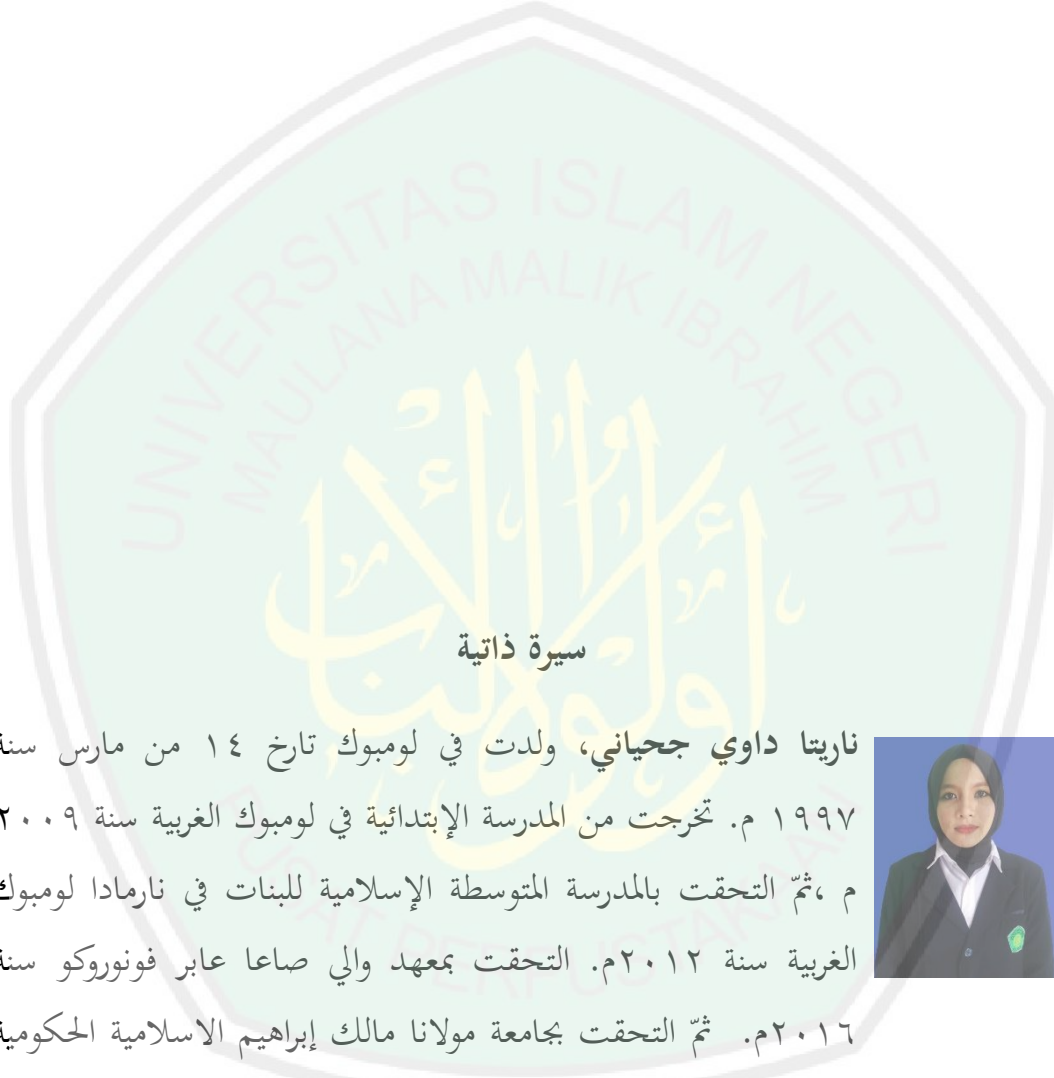 UNIVERSITAS ISLAM NEGERI
MAULANA MALIK IBRAHIM
سيرة ذاتية
ناريتا داوي جحياني، ولدت في لومبوك تارخ ١٤ من مارس سنة
١٩٩٧ م. تخرجت من المدرسة الإبتدائية في لومبوك الغربية سنة ٢٠٠٩
م ،ثمّ التحقت بالمدرسة المتوسطة الإسلامية للبنات في نارمادا لومبوك
الغربية سنة ٢٠١٢م. التحقت بمعهد والي صاعا عابر فونوروكو سنة
٢٠١٦م. ثمّ التحقت بجامعة مولانا مالك إبراهيم الاسلامية الحكومية
PUSAT PERPUSTAKAAN